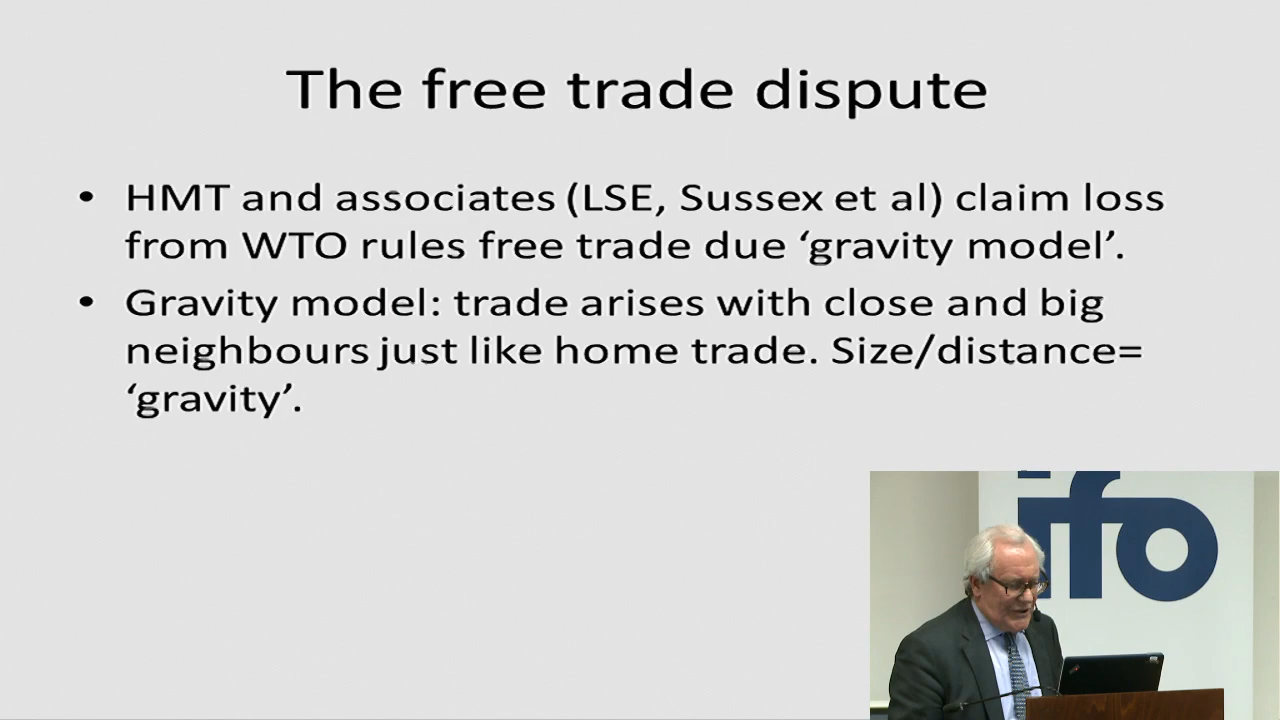 The free trade dispute
• HMT and associates (LSE, Sussex et al) claim loss
from WTO rules free trade due ‘gravity model’.
• Gravity model: trade arises with close and big
neighbours just like home trade. Size/distance=
‘gravity’.
ifo